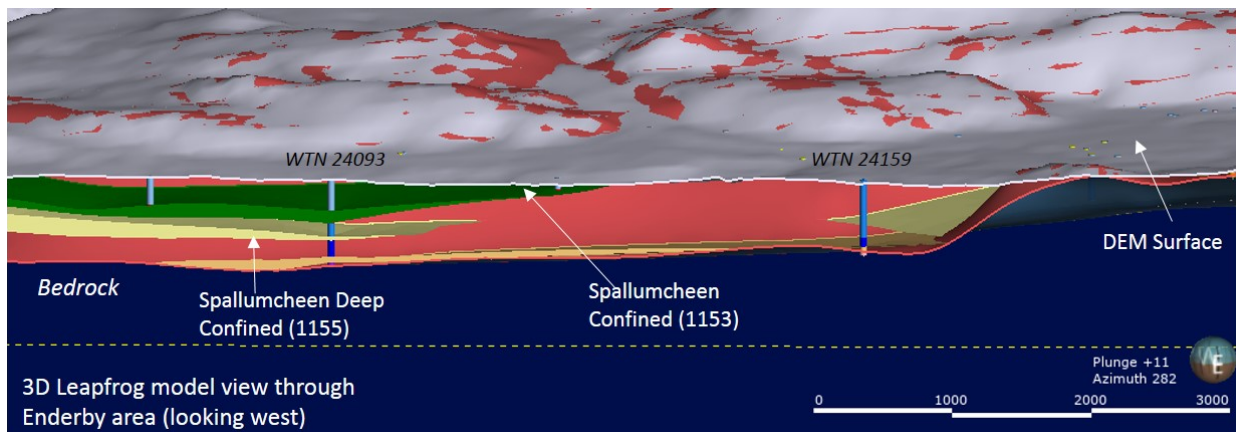 WTN 24093
WTN 24159
DEM Surface
Bedrock
Spallumcheen Deep
Confined (1155)
Spallumcheen
Confined (1153)
3D Leapfrog model view through
Enderby area (looking west)
Plunge +11
Azimuth 282
E
0 1000 2000 3000